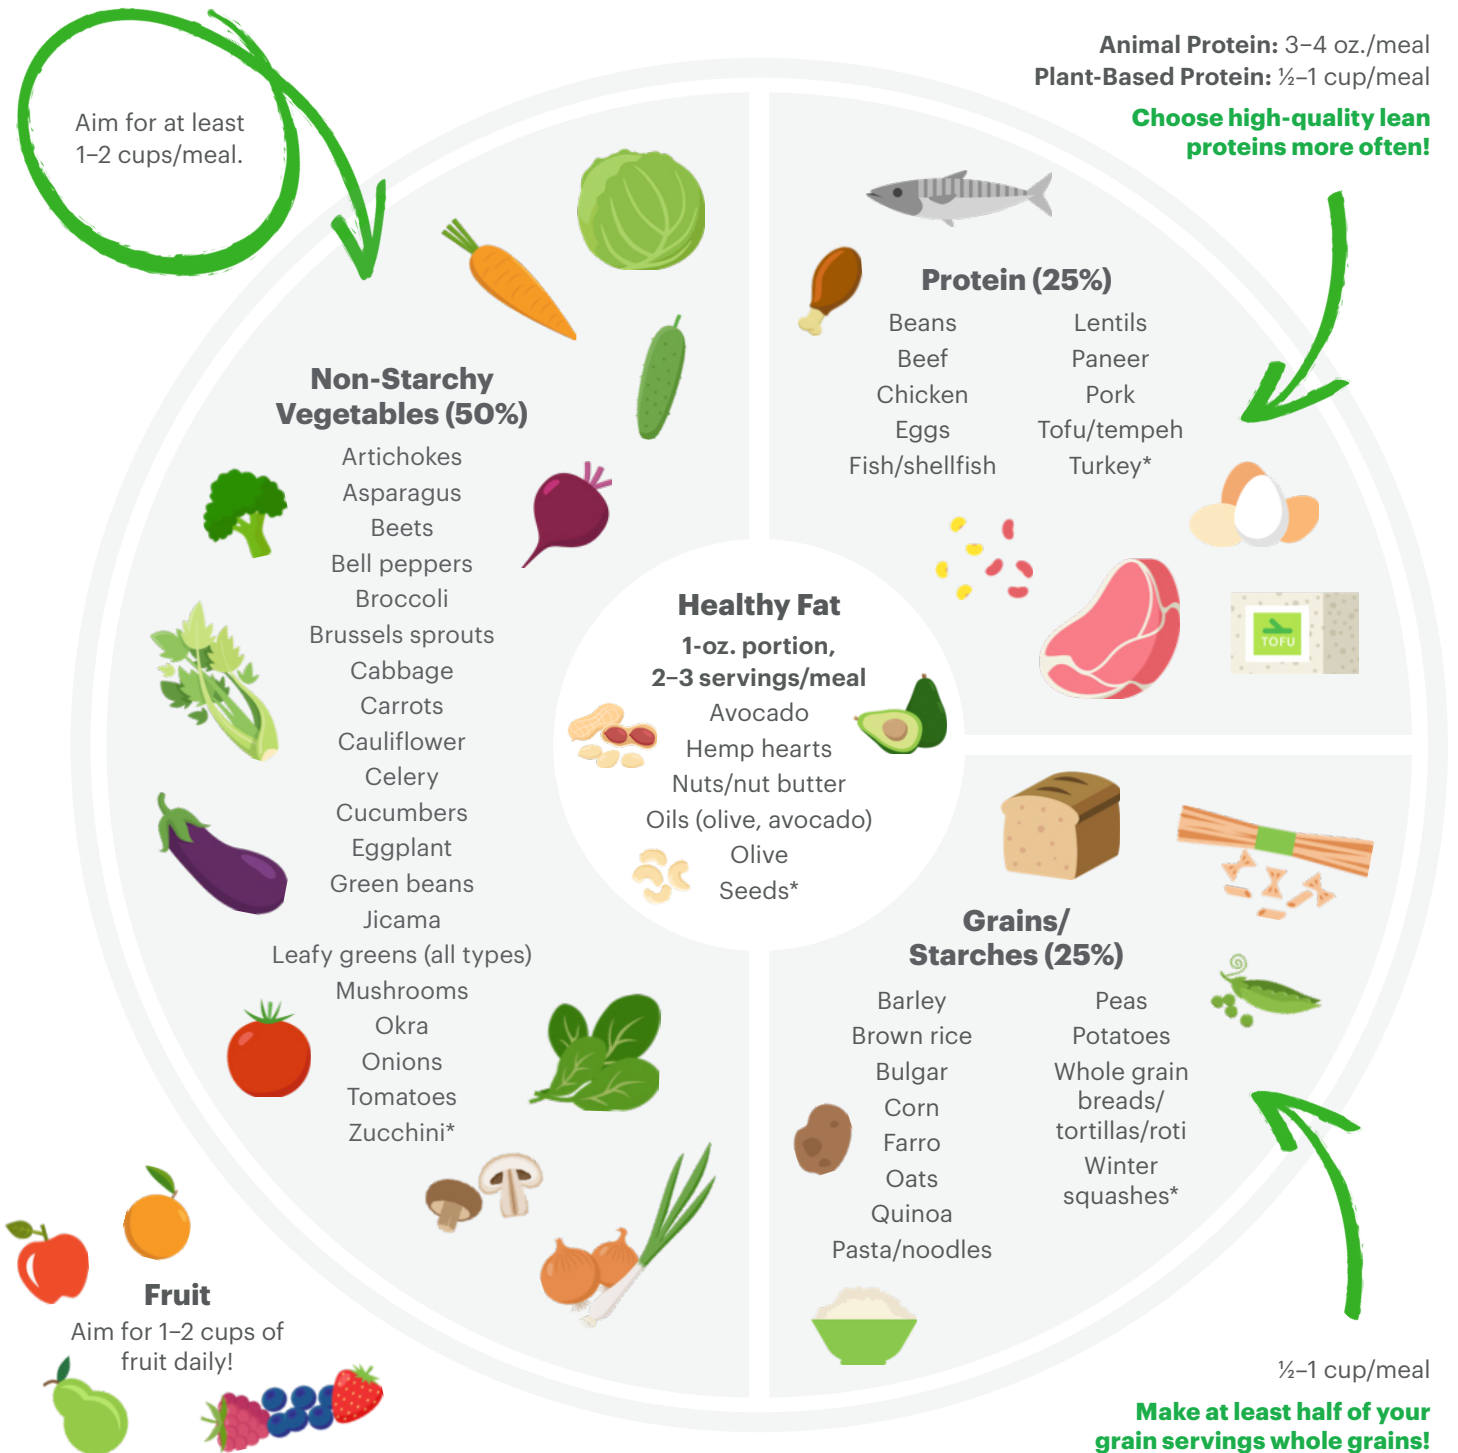 Aim for at least
1–2 cups/meal.
Animal Protein: 3–4 oz./meal
Plant-Based Protein: ½–1 cup/meal
Choose high-quality lean
proteins more often!
Non-Starchy
Vegetables (50%)
Artichokes
Asparagus
Beets
Bell peppers
Broccoli
Brussels sprouts
Cabbage
Carrots
Cauliflower
Celery
Cucumbers
Eggplant
Green beans
Jicama
Leafy greens (all types)
Mushrooms
Okra
Onions
Tomatoes
Zucchini*
Protein (25%)
Beans
Beef
Chicken
Eggs
Fish/shellfish
Lentils
Paneer
Pork
Tofu/tempeh
Turkey*
TOFU
Healthy Fat
1-oz. portion,
2–3 servings/meal
Avocado
Hemp hearts
Nuts/nut butter
Oils (olive, avocado)
Olive
Seeds*
Grains/
Starches (25%)
Barley
Brown rice
Bulgar
Corn
Farro
Oats
Quinoa
Pasta/noodles
Peas
Potatoes
Whole grain
breads/
tortillas/roti
Winter
squashes*
Fruit
Aim for 1–2 cups of
fruit daily!
½–1 cup/meal
Make at least half of your
grain servings whole grains!